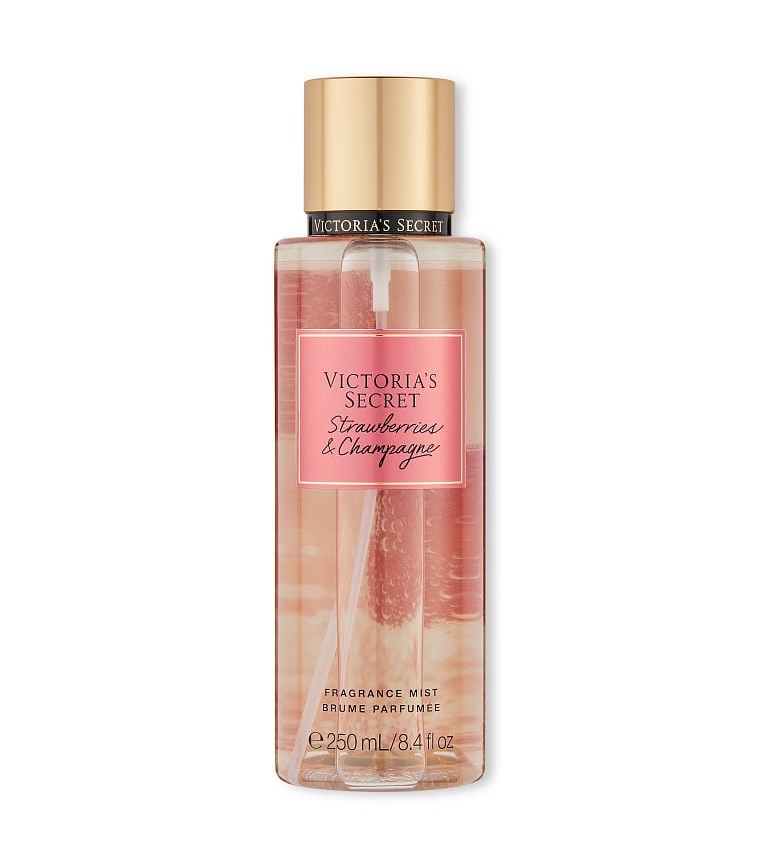 VICTORIA'S SECRET
VICTORIA'S
SECRET
Strawberries
& Champagne
FRAGRANCE MIST
BRUME PARFUMÉE
℮ 250 mL/8.4 fl oz